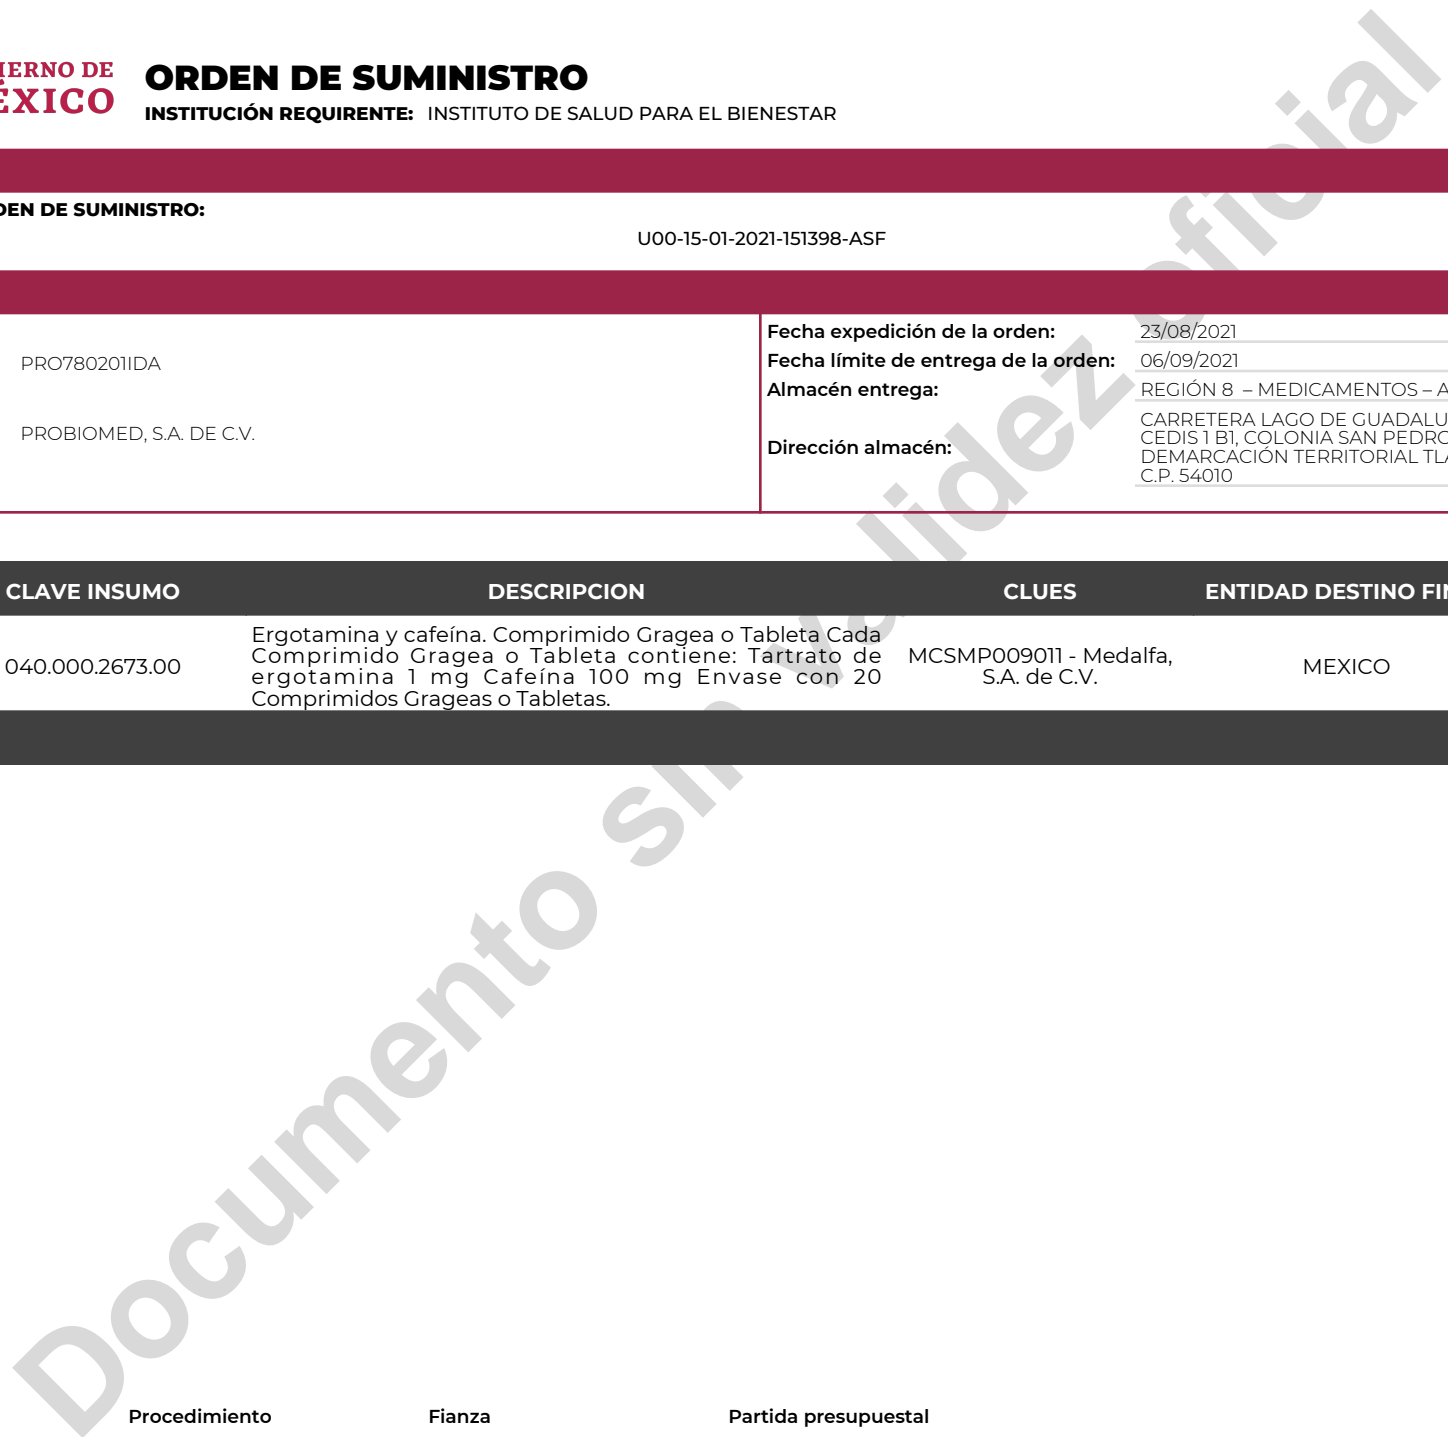 IERNO DE
ÉXICO
ORDEN DE SUMINISTRO
INSTITUCIÓN REQUIRENTE: INSTITUTO DE SALUD PARA EL BIENESTAR
DEN DE SUMINISTRO:
U00-15-01-2021-151398-ASF
PRO780201IDA
PROBIOMED, S.A. DE C.V.
Fecha expedición de la orden: 23/08/2021
Fecha límite de entrega de la orden: 06/09/2021
Almacén entrega: REGIÓN 8 – MEDICAMENTOS – A
Dirección almacén:
CARRETERA LAGO DE GUADALU
CEDIS 1 B1, COLONIA SAN PEDRO
DEMARCACIÓN TERRITORIAL TLA
C.P. 54010
CLAVE INSUMO DESCRIPCION CLUES ENTIDAD DESTINO FIN
040.000.2673.00
Ergotamina y cafeína. Comprimido Gragea o Tableta Cada
Comprimido Gragea o Tableta contiene: Tartrato de
ergotamina 1 mg Cafeína 100 mg Envase con 20
Comprimidos Grageas o Tabletas.
MCSMP009011 - Medalfa,
S.A. de C.V.
MEXICO
Documento sin validez oficial
Procedimiento Fianza Partida presupuestal